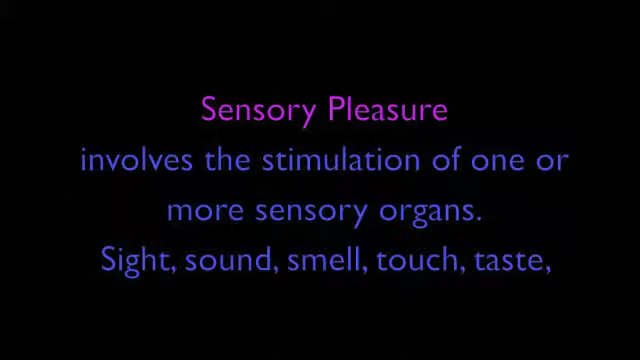 Sensory Pleasure
involves the stimulation of one or
more sensory organs.
Sight, sound, smell, touch, taste,